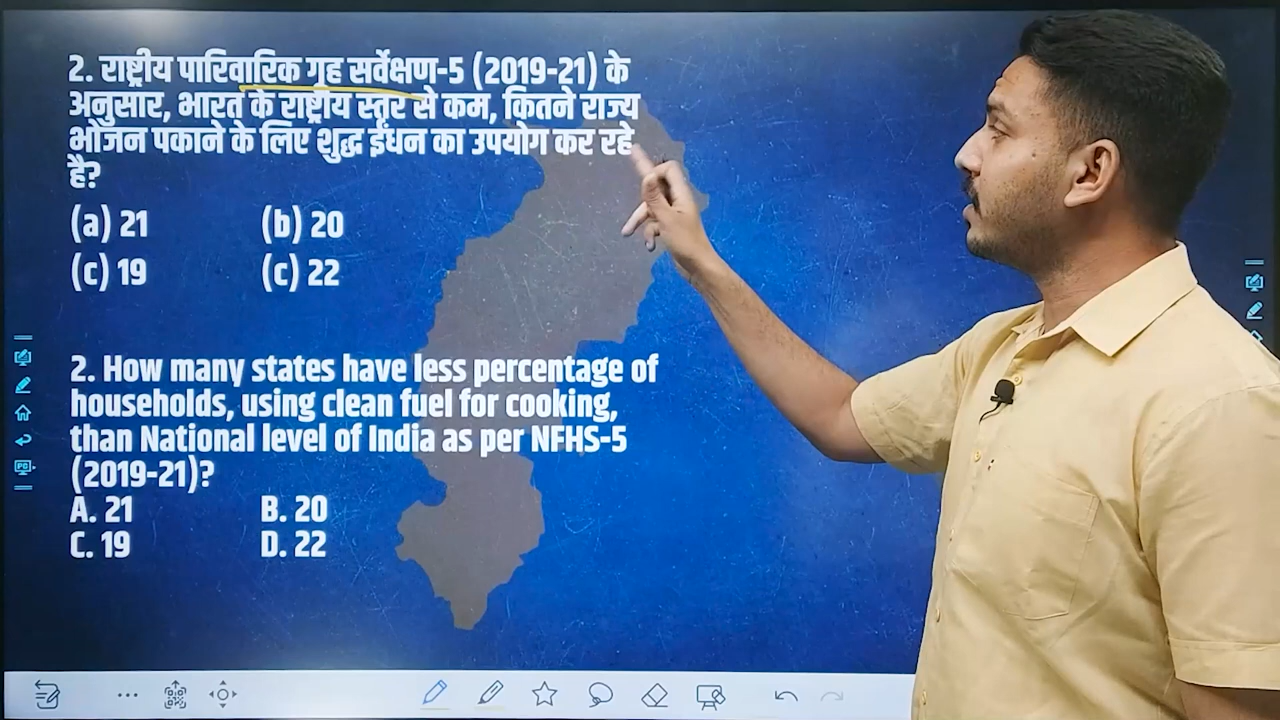 2. राष्ट्रीय पारिवारिक गृह सर्वेक्षण-5 (2019-21) के
अनुसार, भारत के राष्ट्रीय स्तर से कम, कितने राज्य
भोजन पकाने के लिए शुद्ध ईंधन का उपयोग कर रहे
है?
(a) 21 (b) 20
(c) 19 (c) 22
2. How many states have less percentage of
households, using clean fuel for cooking,
than National level of India as per NFHS-5
(2019-21)?
A. 21 B. 20
C. 19 D. 22